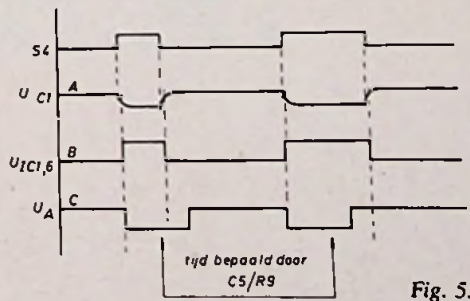 S4
U C1 A
U IC1,6 B
U A C
tijd bepaald door
C5/R9
Fig. 5.